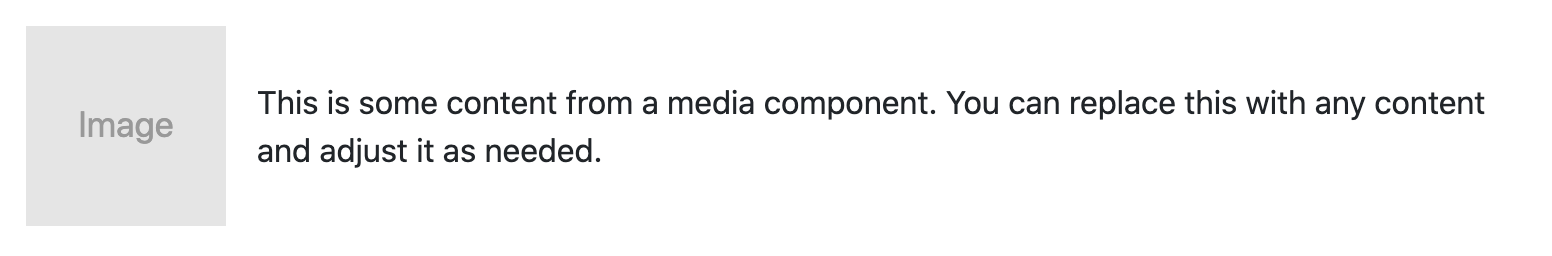 Image
This is some content from a media component. You can replace this with any content
and adjust it as needed.